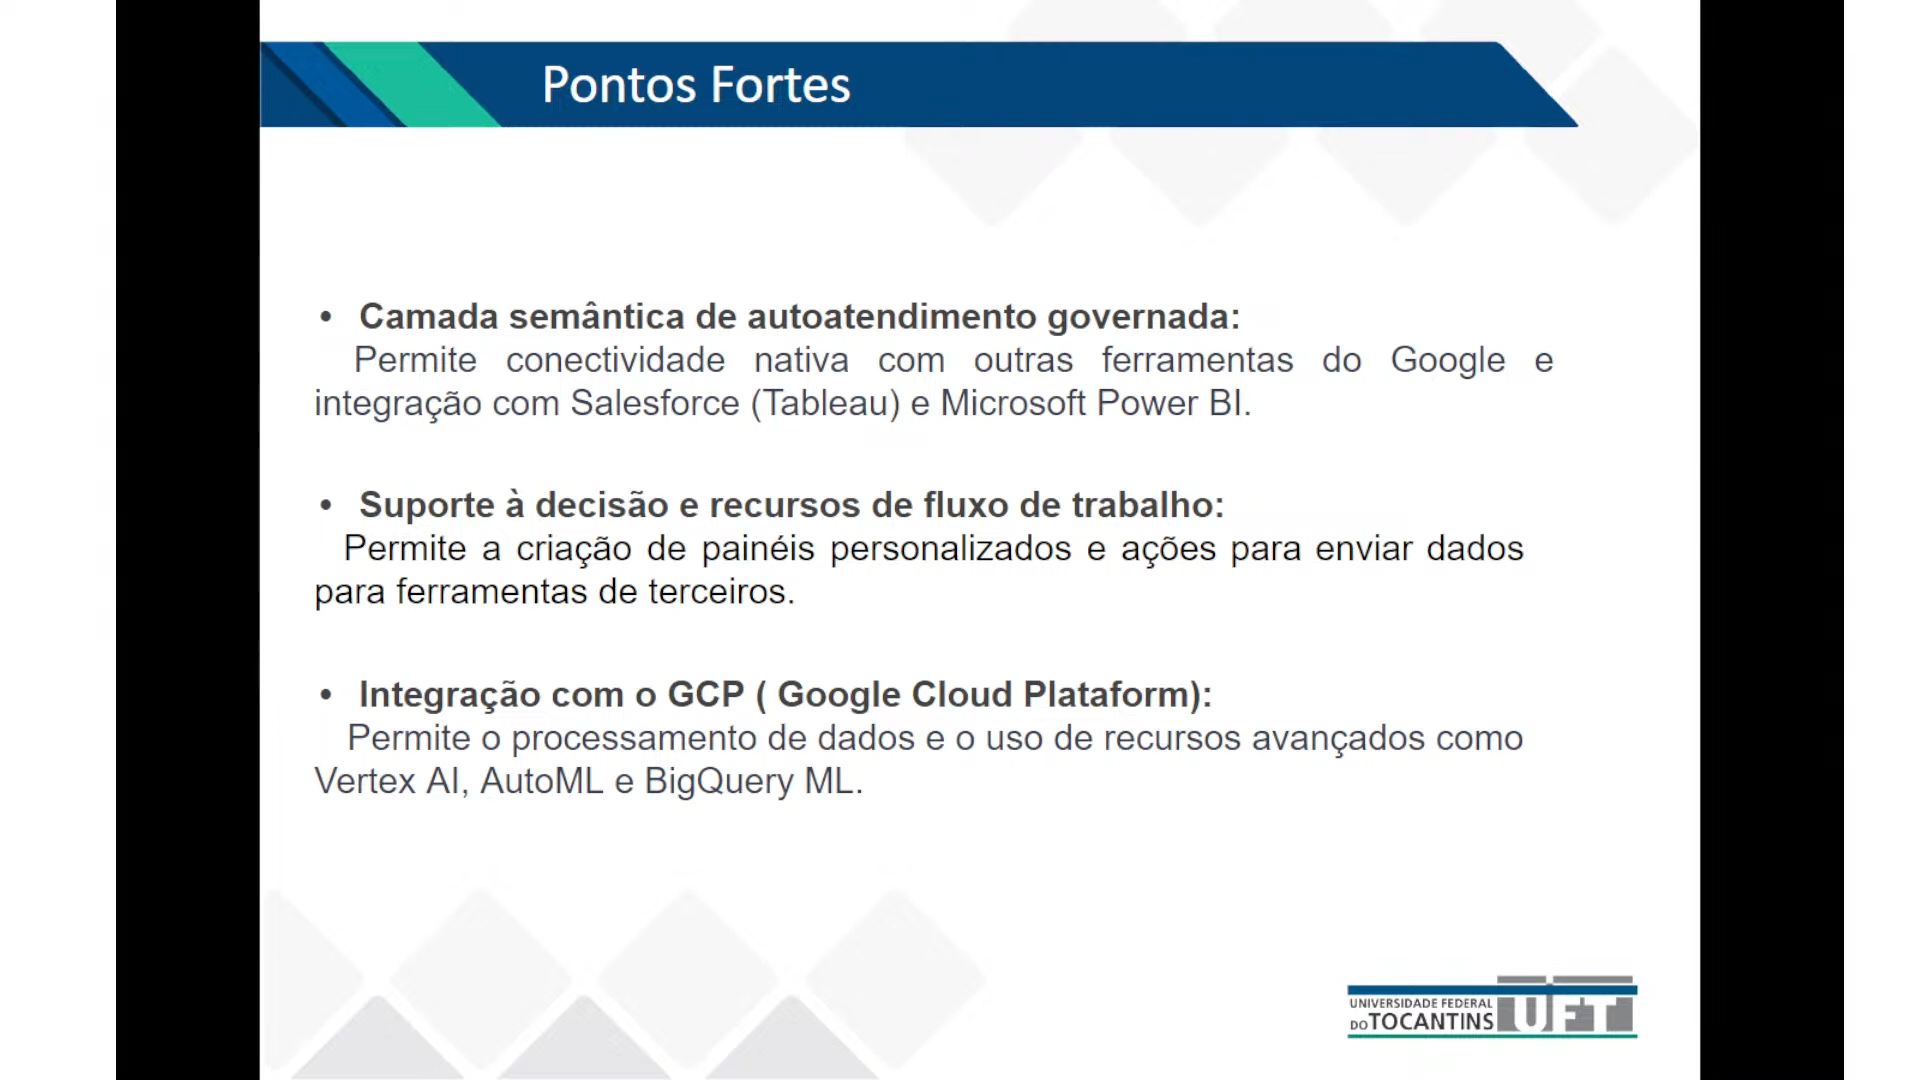 Pontos Fortes
• Camada semântica de autoatendimento governada:
Permite conectividade nativa com outras ferramentas do Google e
integração com Salesforce (Tableau) e Microsoft Power BI.
• Suporte à decisão e recursos de fluxo de trabalho:
Permite a criação de painéis personalizados e ações para enviar dados
para ferramentas de terceiros.
• Integração com o GCP ( Google Cloud Plataform):
Permite o processamento de dados e o uso de recursos avançados como
Vertex AI, AutoML e BigQuery ML.
UNIVERSIDADE FEDERAL
DO TOCANTINS
UFT